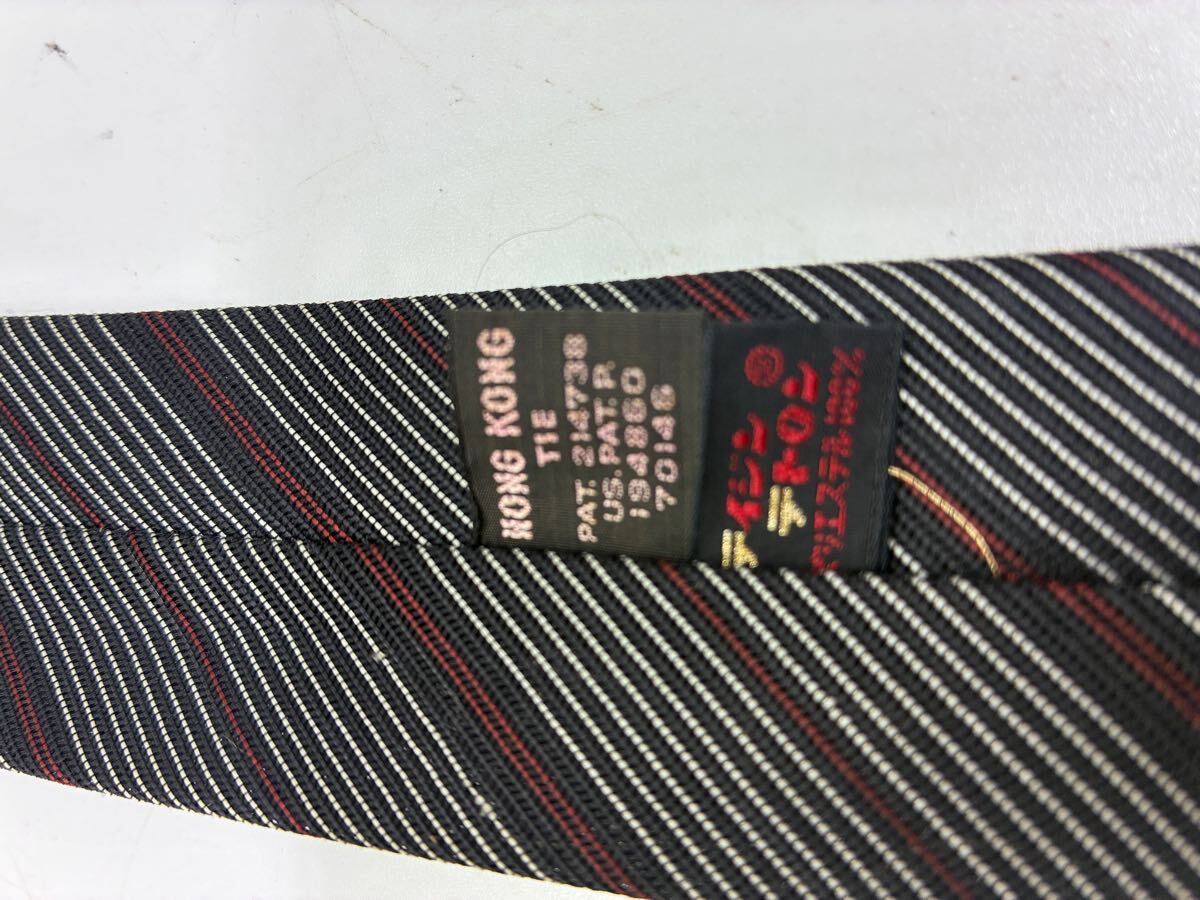 HONG KONG
TIE
PAT. 214738
US. PAT. P.
194860
70146
テイジン
テトロン
ポリエステル100%